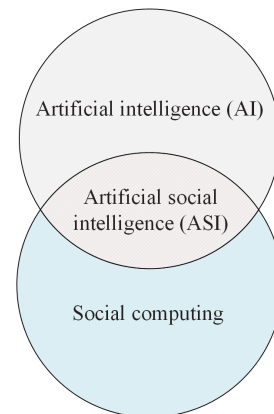 Artificial intelligence (AI)
Artificial social
intelligence (ASI)
Social computing